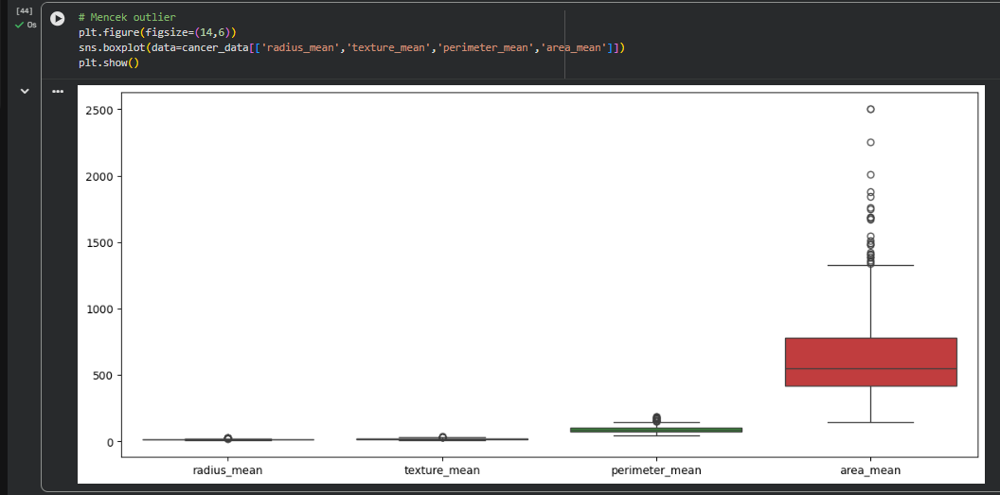 [44]
0s
# Mencek outlier
plt.figure(figsize=(14,6))
sns.boxplot(data=cancer_data[['radius_mean','texture_mean','perimeter_mean','area_mean']])
plt.show()
2500
2000
1500
1000
500
0
radius_mean texture_mean perimeter_mean area_mean